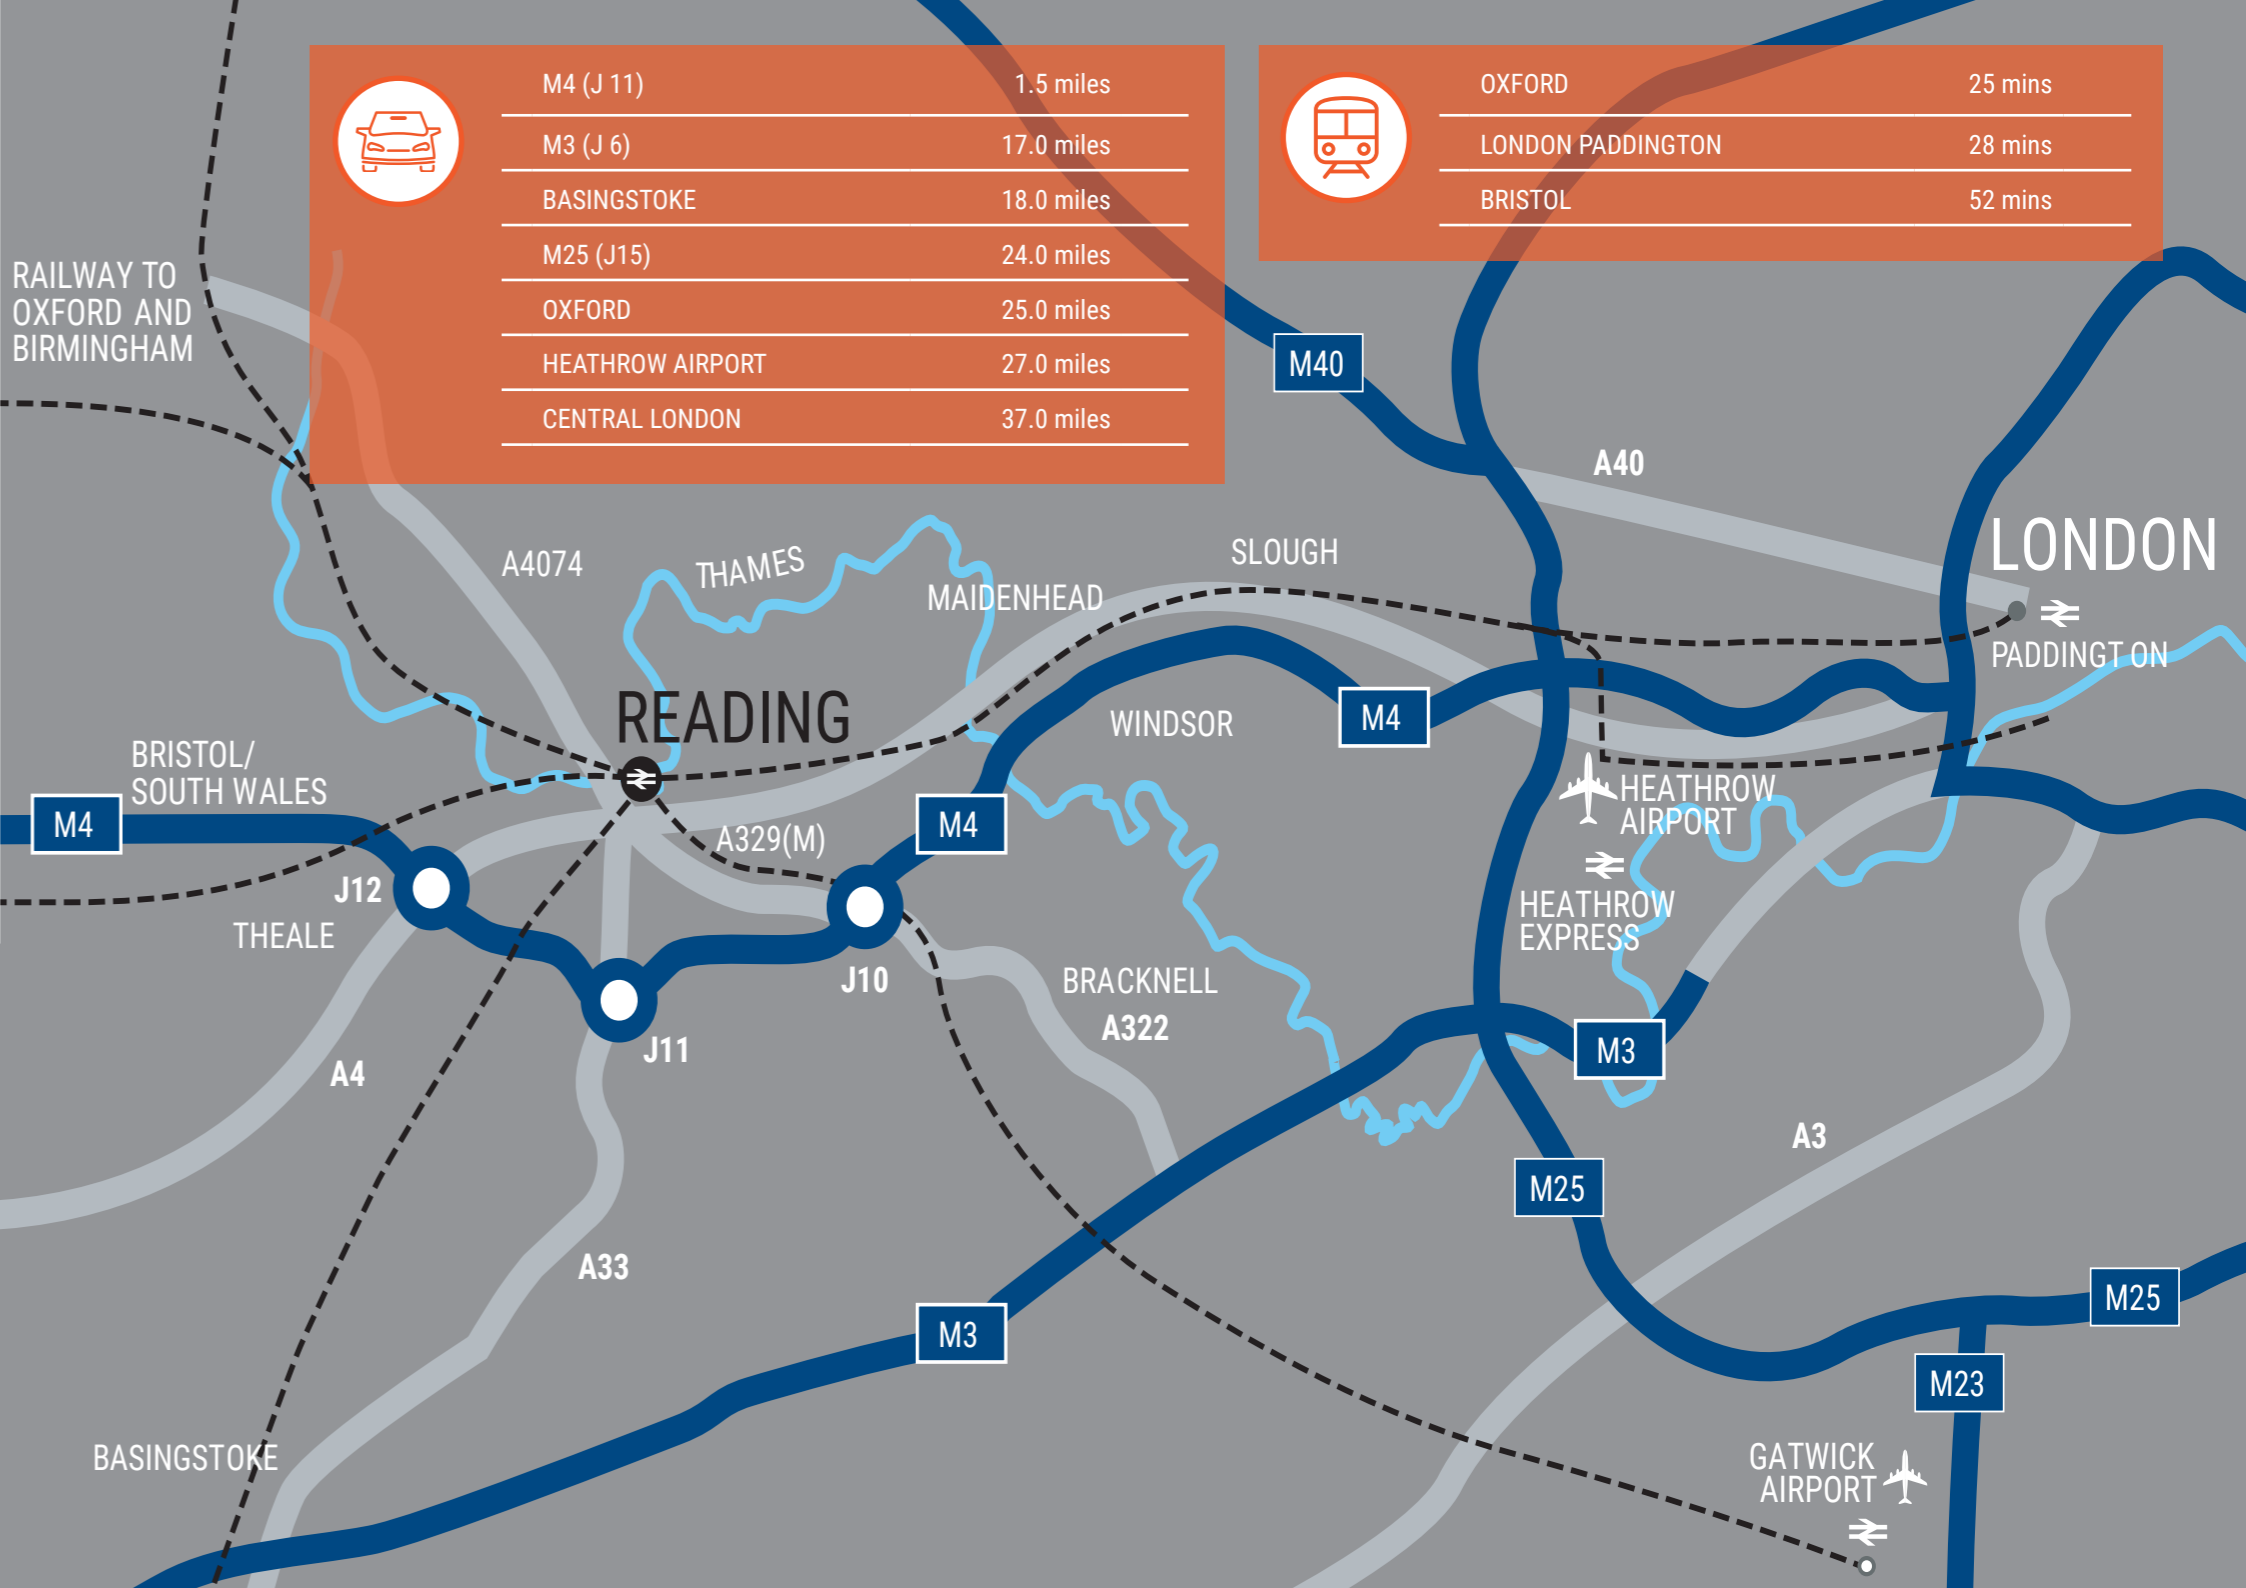 M4 (J 11) 1.5 miles
M3 (J 6) 17.0 miles
BASINGSTOKE 18.0 miles
M25 (J15) 24.0 miles
OXFORD 25.0 miles
HEATHROW AIRPORT 27.0 miles
CENTRAL LONDON 37.0 miles
OXFORD 25 mins
LONDON PADDINGTON 28 mins
BRISTOL 52 mins
RAILWAY TO
OXFORD AND
BIRMINGHAM
M40
A40
LONDON
PADDINGT ON
A4074
THAMES
MAIDENHEAD
SLOUGH
READING
WINDSOR
M4
BRISTOL/
SOUTH WALES
M4
A329(M)
M4
HEATHROW
AIRPORT
J12
THEALE
HEATHROW
EXPRESS
J10
BRACKNELL
A322
J11
A4
M3
A3
M25
A33
M3
M25
M23
BASINGSTOKE
GATWICK
AIRPORT